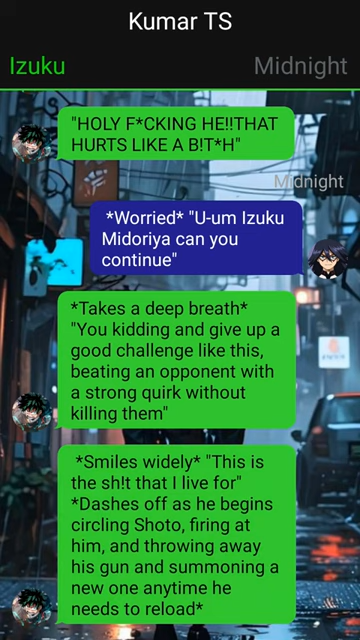 Kumar TS
Izuku
Midnight
"HOLY F*CKING HE!!THAT
HURTS LIKE A B!T*H"
Midnight
*Worried* "U-um Izuku
Midoriya can you
continue"
*Takes a deep breath*
"You kidding and give up a
good challenge like this,
beating an opponent with
a strong quirk without
killing them"
*Smiles widely* "This is
the sh!t that I live for"
*Dashes off as he begins
circling Shoto, firing at
him, and throwing away
his gun and summoning a
new one anytime he
needs to reload*